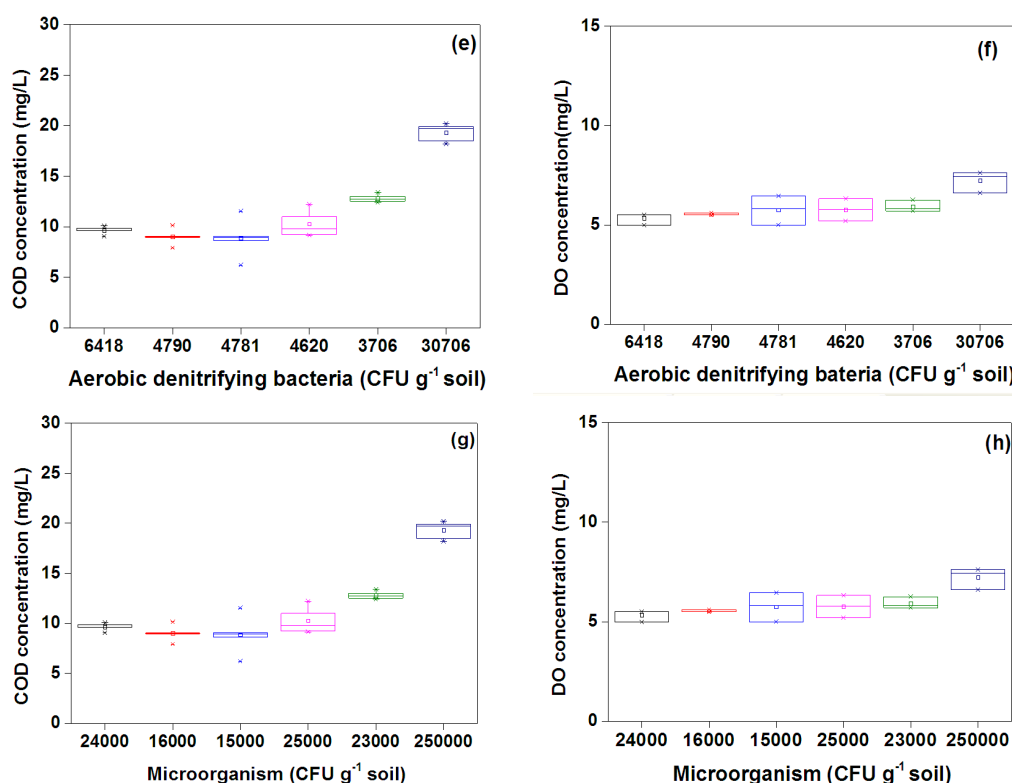 (e)
COD concentration (mg/L)
30
25
20
15
10
5
0
6418 4790 4781 4620 3706 30706
Aerobic denitrifying bacteria (CFU g⁻¹ soil)
(f)
DO concentration(mg/L)
15
10
5
0
6418 4790 4781 4620 3706 30706
Aerobic denitrifying bateria (CFU g⁻¹ soil)
(g)
COD concentration (mg/L)
30
25
20
15
10
5
0
24000 16000 15000 25000 23000 250000
Microorganism (CFU g⁻¹ soil)
(h)
DO concentration (mg/L)
15
10
5
0
24000 16000 15000 25000 23000 250000
Microorganism (CFU g⁻¹ soil)